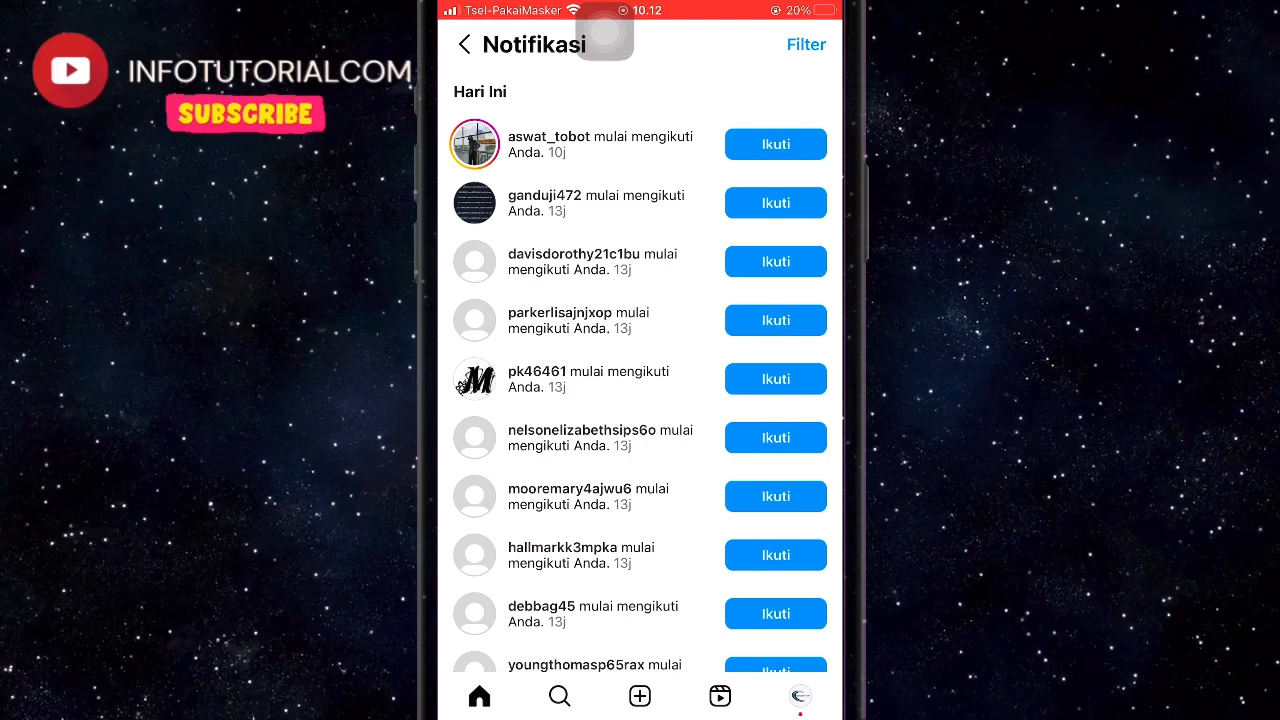 INFOTUTORIALCOM
SUBSCRIBE
Tsel-PakaiMasker
10.12
20%
Notifikasi
Filter
Hari Ini
aswat_tobot mulai mengikuti
Anda. 10j
Ikuti
ganduji472 mulai mengikuti
Anda. 13j
Ikuti
davisdorothy21c1bu mulai
mengikuti Anda. 13j
Ikuti
parkerlisajnjxop mulai
mengikuti Anda. 13j
Ikuti
pk46461 mulai mengikuti
Anda. 13j
Ikuti
nelsonelizabethsips6o mulai
mengikuti Anda. 13j
Ikuti
mooremary4ajwu6 mulai
mengikuti Anda. 13j
Ikuti
hallmarkk3mpka mulai
mengikuti Anda. 13j
Ikuti
debbag45 mulai mengikuti
Anda. 13j
Ikuti
youngthomasp65rax mulai
Ikuti